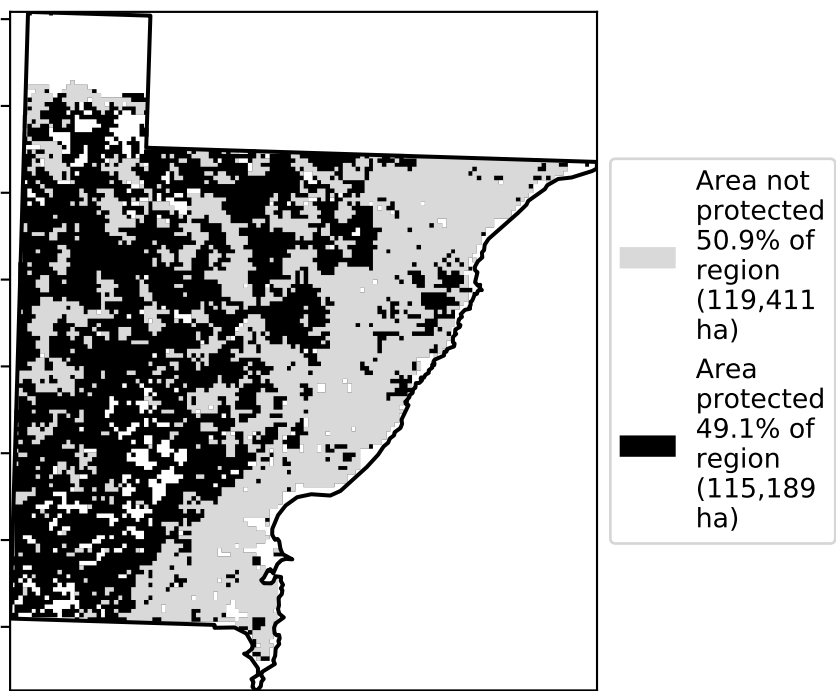 Area not
protected
50.9% of
region
(119,411
ha)
Area
protected
49.1% of
region
(115,189
ha)